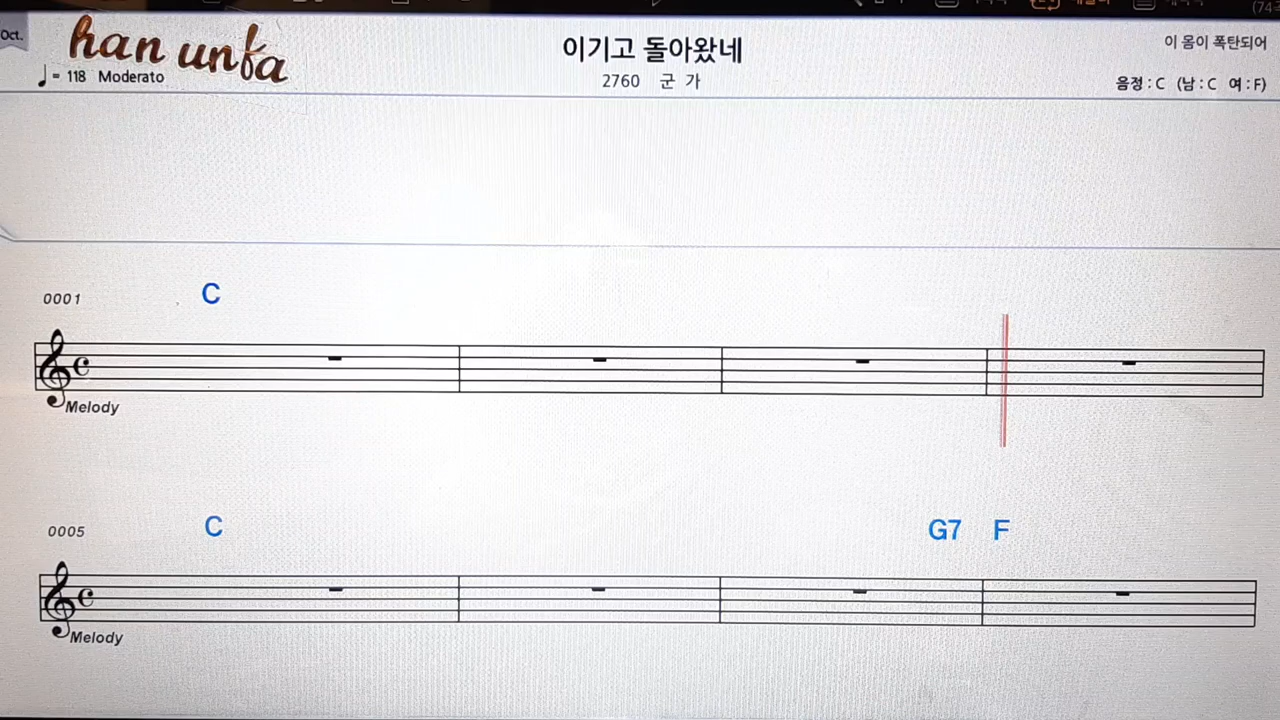 Oct.
han unfa
이기고 돌아왔네
이 몸이 폭탄되어
♩= 118 Moderato
2760 군 가
음정 : C (남 : C 여 : F)
0001 C
Melody
0005 C G7 F
Melody